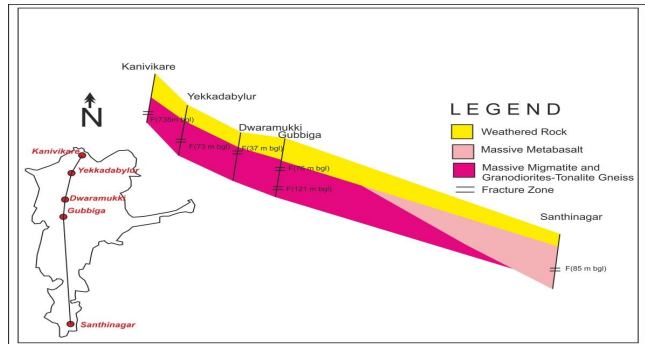 Kanivikare
Yekkadabylur
Dwaramukki
Gubbiga
Santhinagar
F(73 m bgl)
F(37 m bgl)
F(121 m bgl)
F(85 m bgl)
N
Kanivikare
Yekkadabylur
Dwaramukki
Gubbiga
Santhinagar
LEGEND
Weathered Rock
Massive Metabasalt
Massive Migmatite and
Granodiorites-Tonalite Gneiss
Fracture Zone